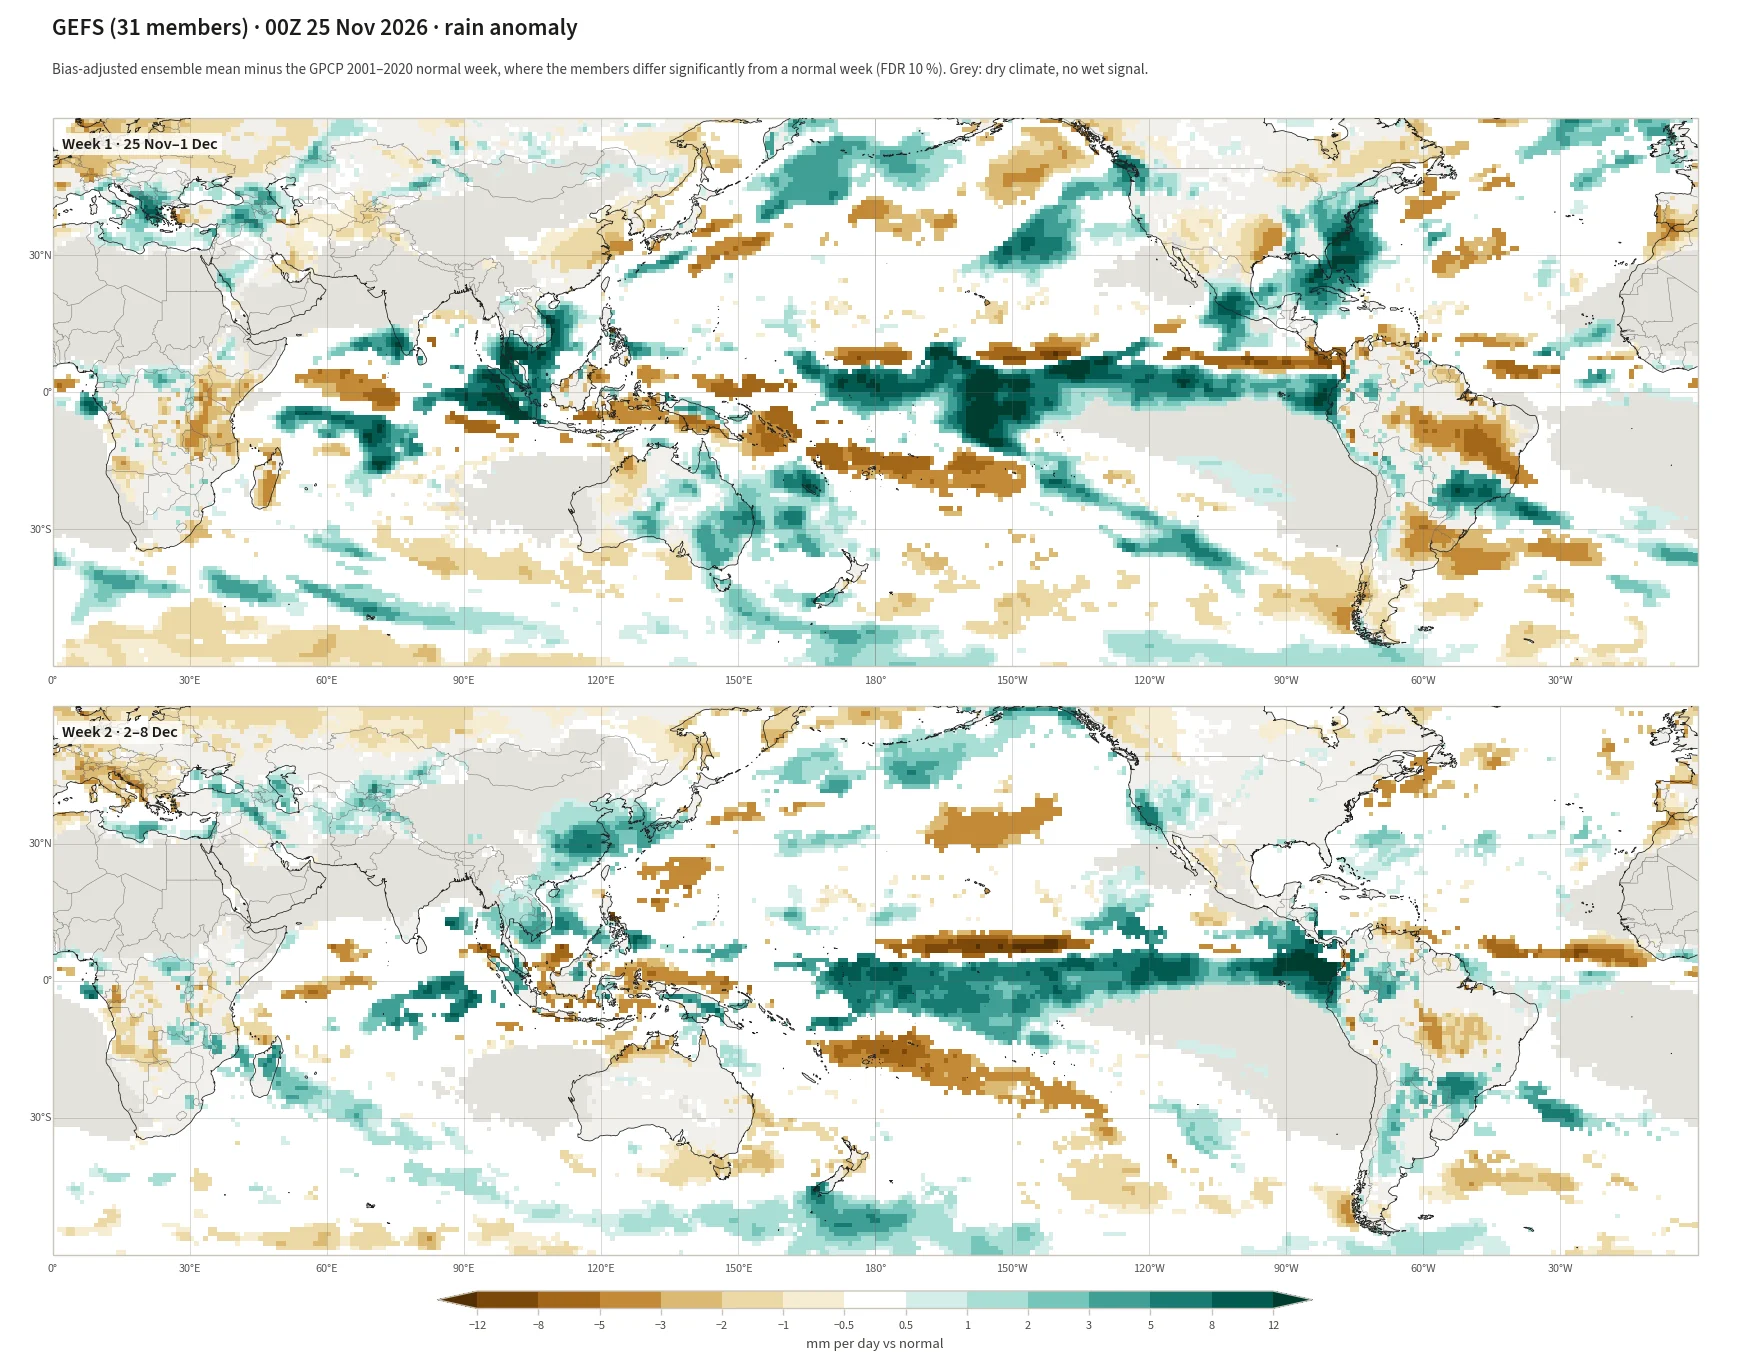 GEFS (31 members) · 00Z 25 Nov 2026 · rain anomaly
Bias-adjusted ensemble mean minus the GPCP 2001–2020 normal week, where the members differ significantly from a normal week (FDR 10 %). Grey: dry climate, no wet signal.
Week 1 · 25 Nov–1 Dec
30°N
0°
30°S
0° 30°E 60°E 90°E 120°E 150°E 180° 150°W 120°W 90°W 60°W 30°W
Week 2 · 2–8 Dec
30°N
0°
30°S
0° 30°E 60°E 90°E 120°E 150°E 180° 150°W 120°W 90°W 60°W 30°W
−12 −8 −5 −3 −2 −1 −0.5 0.5 1 2 3 5 8 12
mm per day vs normal